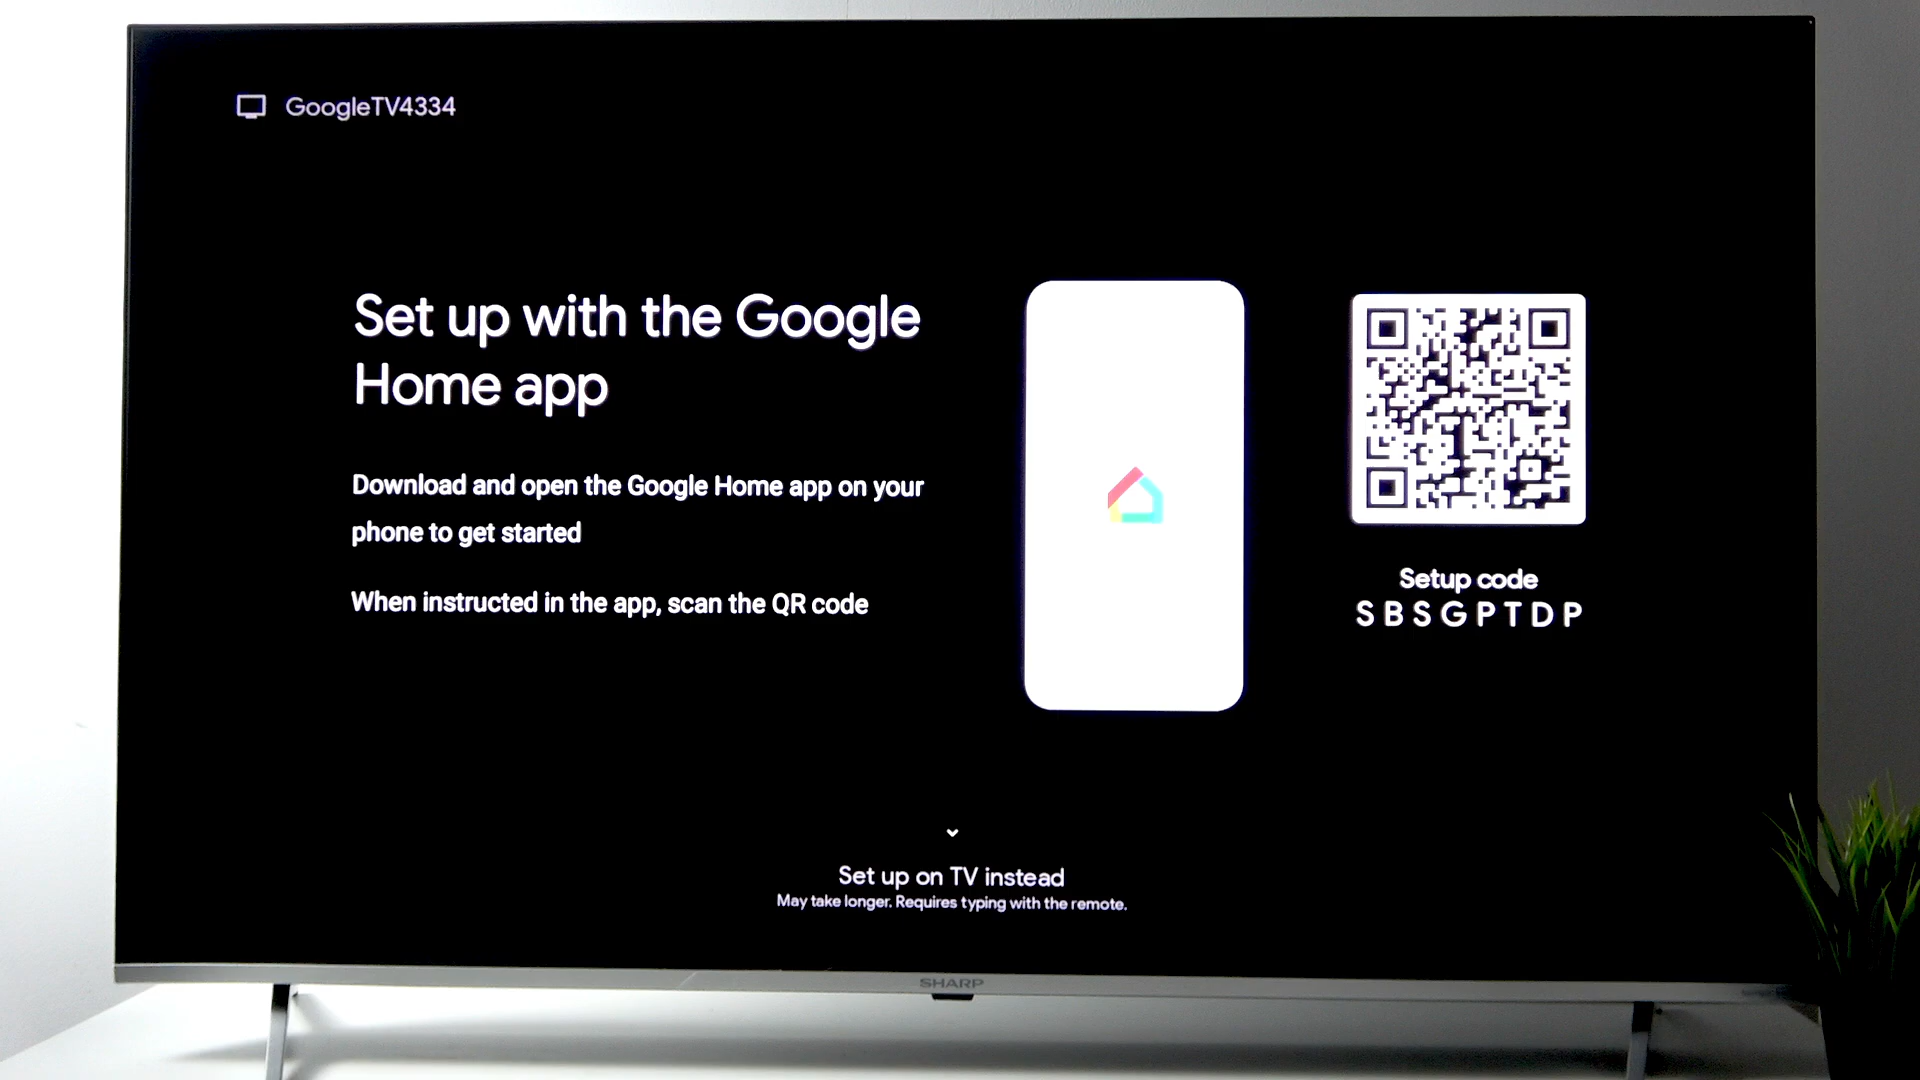 GoogleTV4334
Set up with the Google
Home app
Download and open the Google Home app on your
phone to get started
When instructed in the app, scan the QR code
Setup code
SBSGPTDP
Set up on TV instead
May take longer. Requires typing with the remote.
SHARP